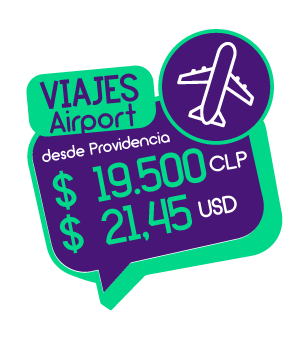 VIAJES
Airport
desde Providencia
$ 19.500 CLP
$ 21,45 USD